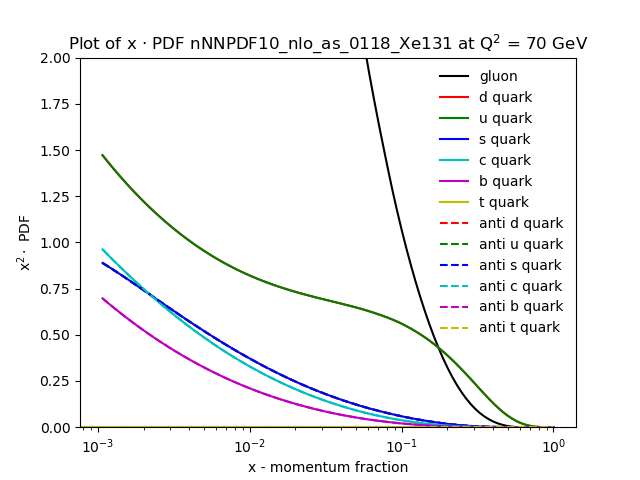 Plot of x · PDF nNNPDF10_nlo_as_0118_Xe131 at Q² = 70 GeV
2.00
1.75
1.50
1.25
1.00
0.75
0.50
0.25
0.00
x² · PDF
gluon
d quark
u quark
s quark
c quark
b quark
t quark
anti d quark
anti u quark
anti s quark
anti c quark
anti b quark
anti t quark
10⁻³ 10⁻² 10⁻¹ 10⁰
x - momentum fraction